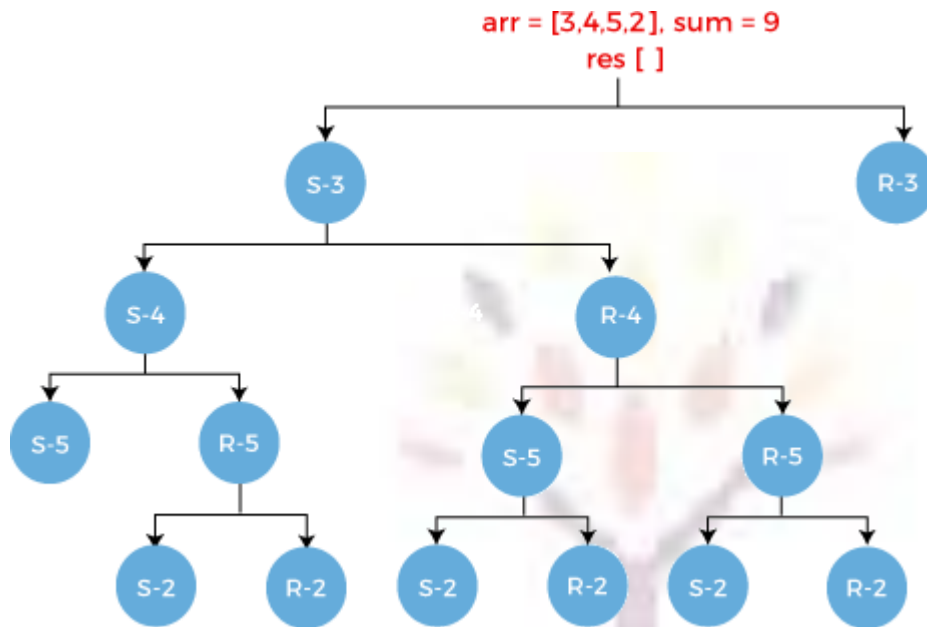 arr = [3,4,5,2], sum = 9
res [ ]
S-3
R-3
S-4
R-4
S-5
R-5
S-5
R-5
S-2
R-2
S-2
R-2
S-2
R-2